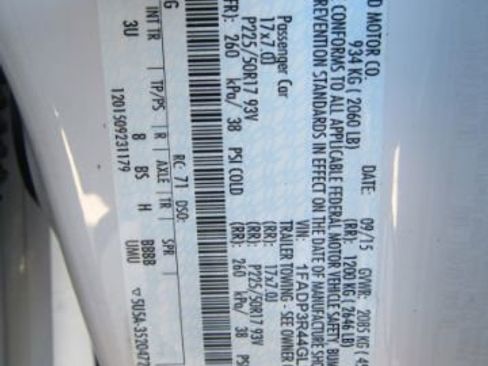 D MOTOR CO.
DATE: 09/15 GVWR: 2085 KG (
934 KG ( 2060 LB) (RR): 1200 KG ( 2646 LB)
CONFORMS TO ALL APPLICABLE FEDERAL MOTOR VEHICLE SAFETY, BUM
REVENTION STANDARDS IN EFFECT ON THE DATE OF MANUFACTURE SHO
VIN: 1FADP3R44GL
Passenger Car TRAILER TOWING - SEE OWNER
17x7.0J (RR): 17x7.0J
P225/50R17 93V (RR): P225/50R17 93V
FR): 260 kPa/ 38 PSI COLD (RR): 260 kPa/ 38 PS
RC: 71 DSO:
G
INT TR TP/PS R AXLE TR SPR
3U 8 BS H BBBB
UMU
1201509231179 ▽5U5A-3520472